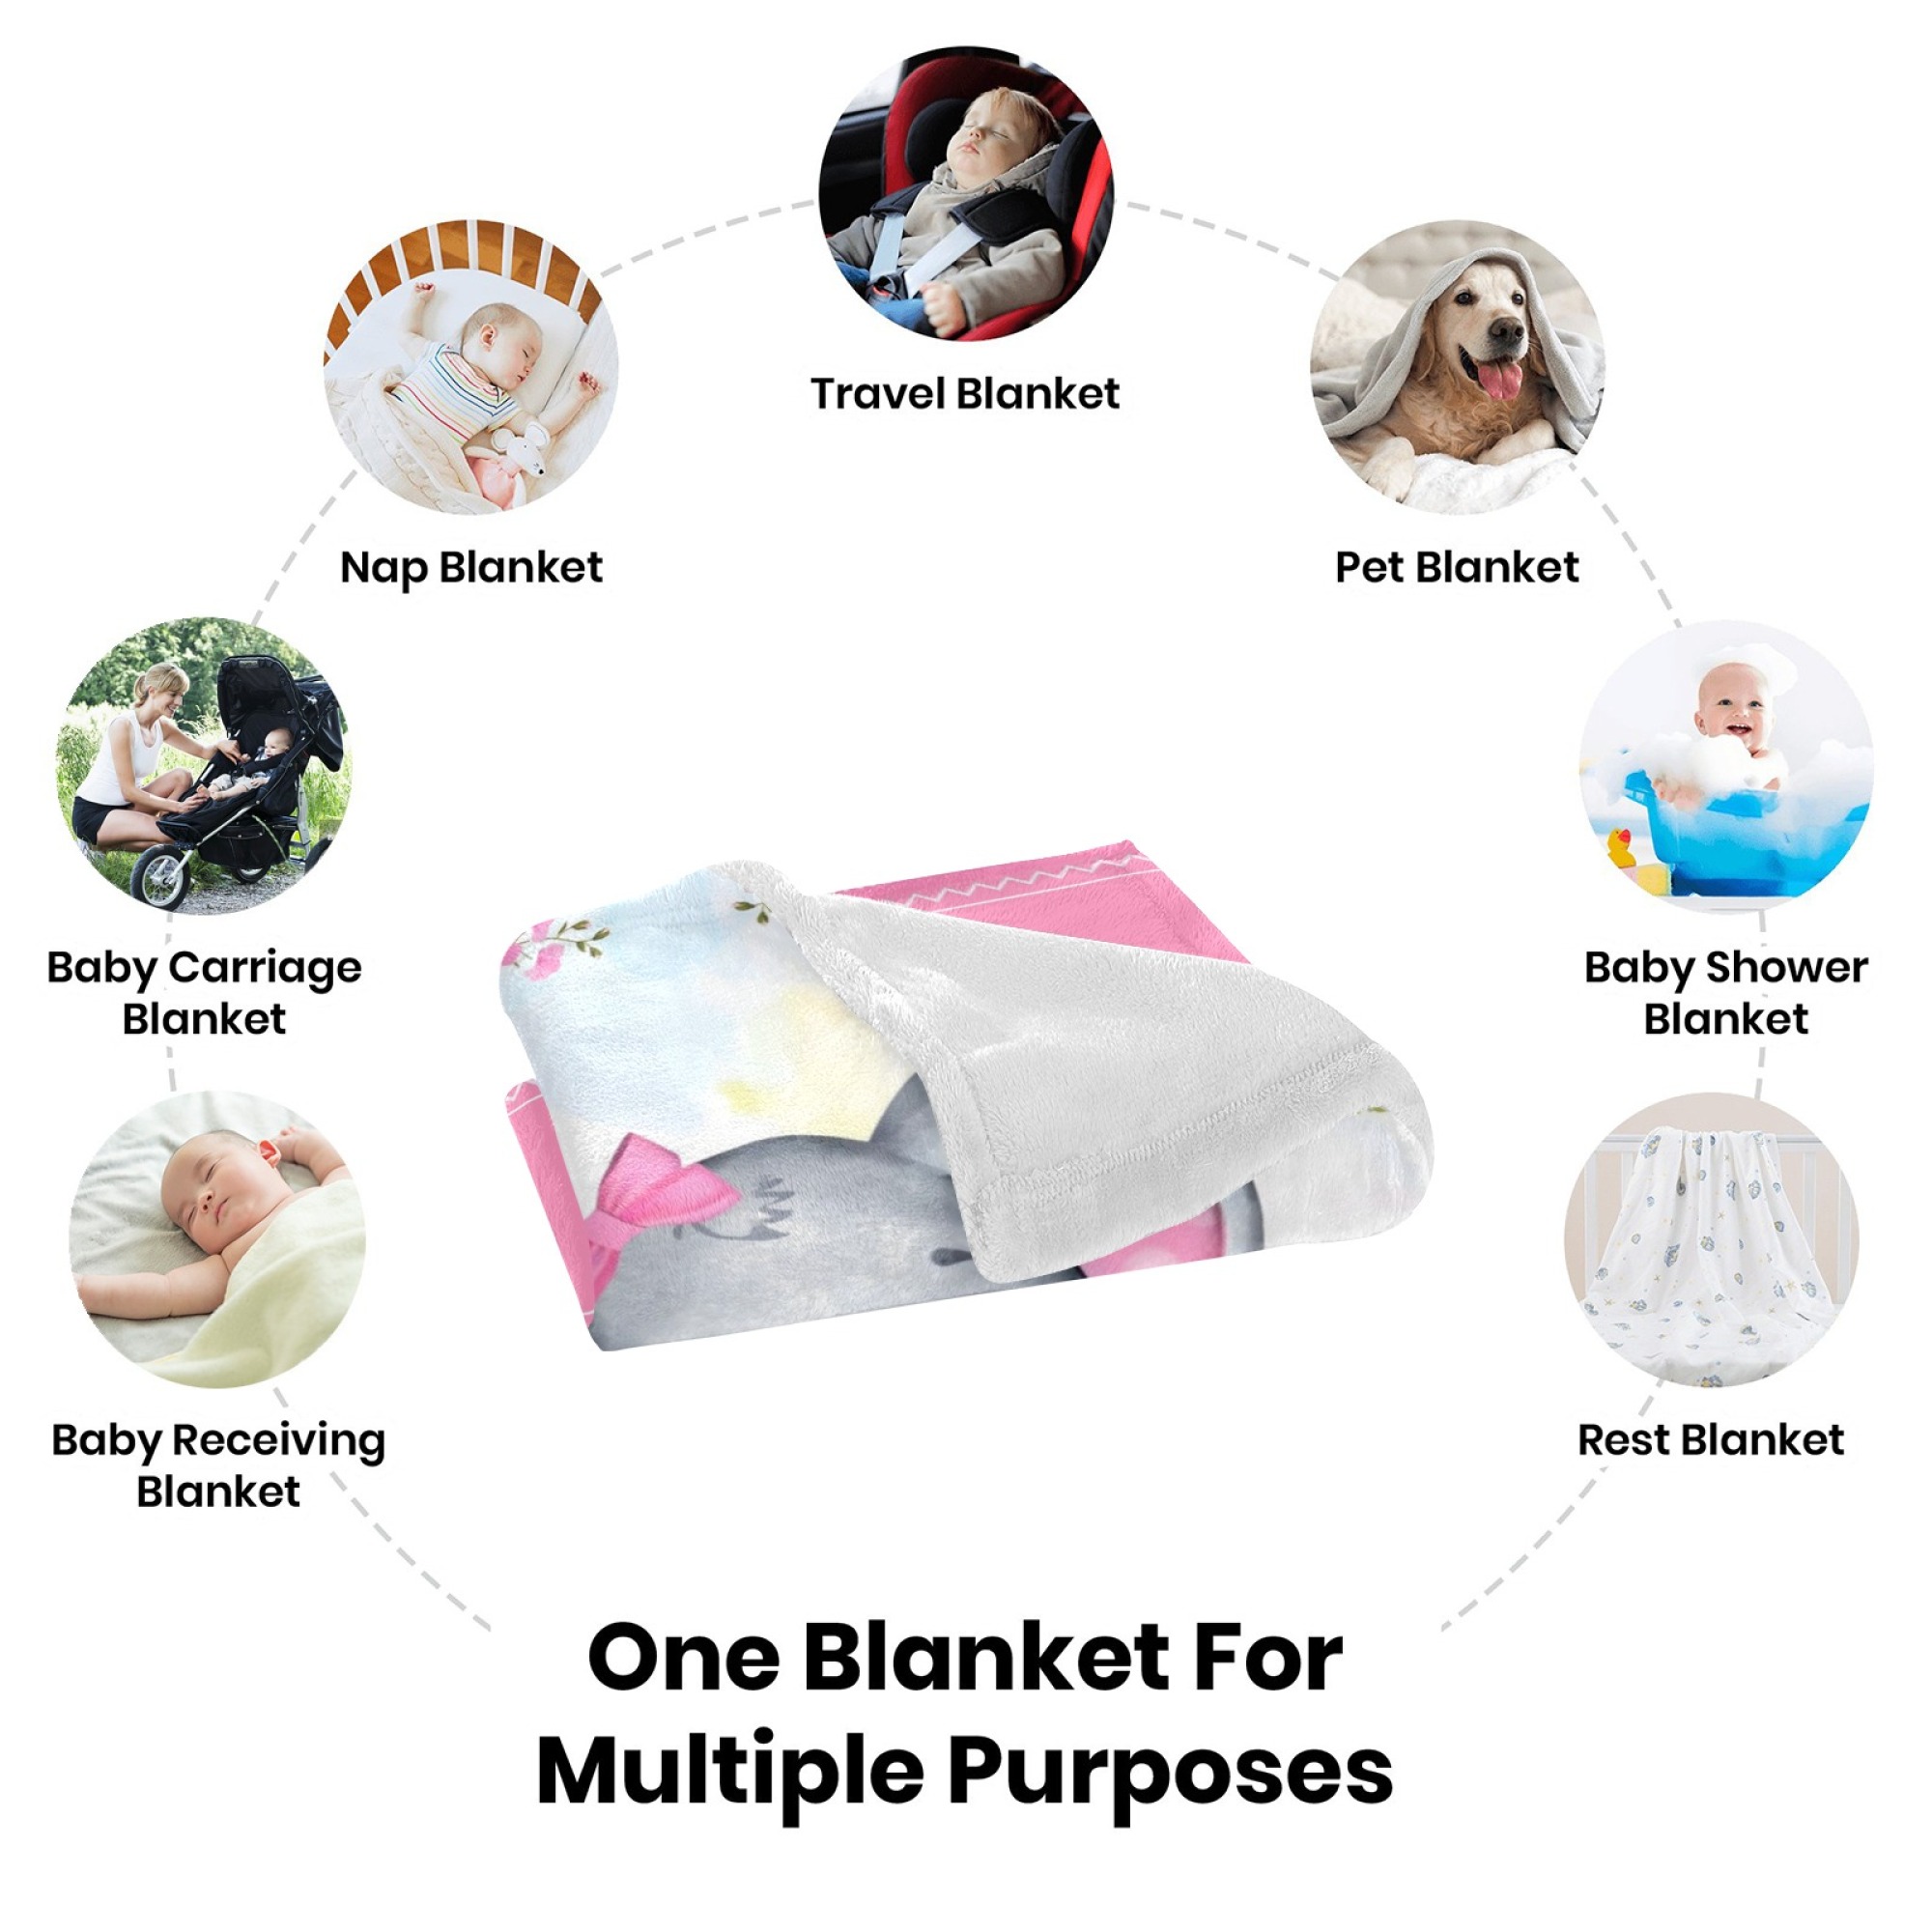 Travel Blanket
Nap Blanket
Pet Blanket
Baby Carriage
Blanket
Baby Shower
Blanket
Baby Receiving
Blanket
Rest Blanket
One Blanket For
Multiple Purposes